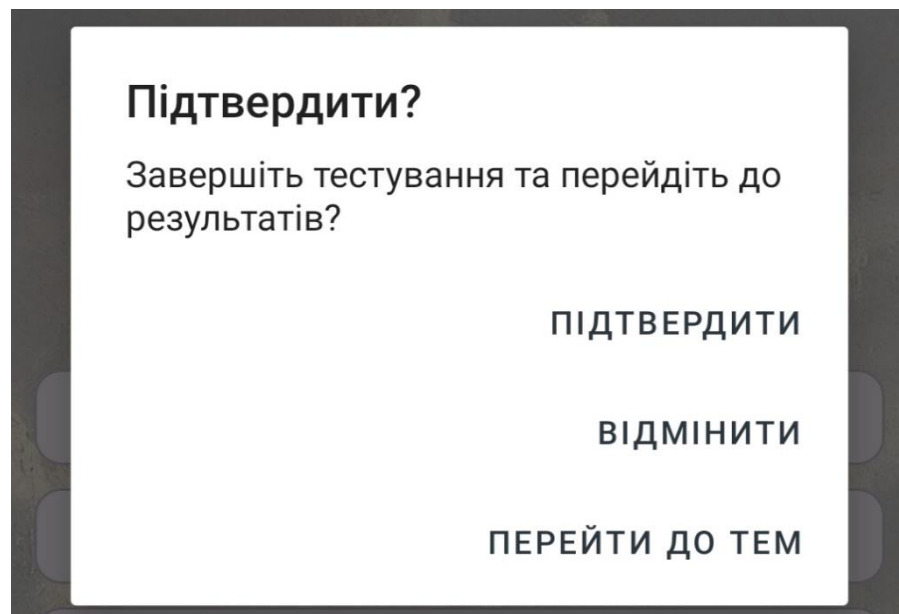 Підтвердити?
Завершіть тестування та перейдіть до
результатів?
ПІДТВЕРДИТИ
ВІДМІНИТИ
ПЕРЕЙТИ ДО ТЕМ